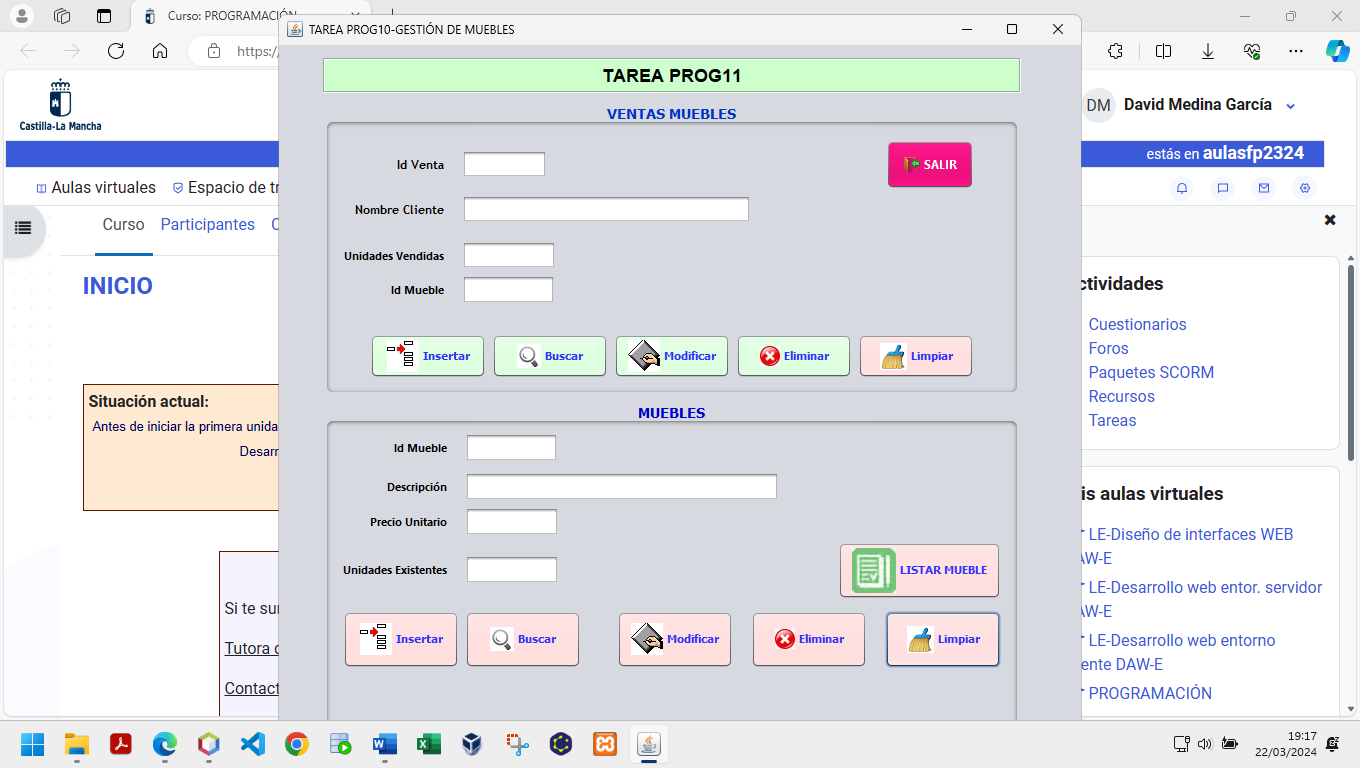 Curso: PROGRAMACIÓN
TAREA PROG10-GESTIÓN DE MUEBLES
https:/
TAREA PROG11
VENTAS MUEBLES
Id Venta
SALIR
Nombre Cliente
Unidades Vendidas
Id Mueble
Insertar
Buscar
Modificar
Eliminar
Limpiar
MUEBLES
Id Mueble
Descripción
Precio Unitario
Unidades Existentes
LISTAR MUEBLE
Insertar
Buscar
Modificar
Eliminar
Limpiar
Castilla-La Mancha
Aulas virtuales
Espacio de
Curso
Participantes
INICIO
Situación actual:
Antes de iniciar la primera unida
Desarr
Si te sur
Tutora
Contact
DM
David Medina García
estás en aulasfp2324
ctividades
Cuestionarios
Foros
Paquetes SCORM
Recursos
Tareas
is aulas virtuales
LE-Diseño de interfaces WEB
AW-E
LE-Desarrollo web entor. servidor
AW-E
LE-Desarrollo web entorno
ente DAW-E
PROGRAMACIÓN
19:17
22/03/2024